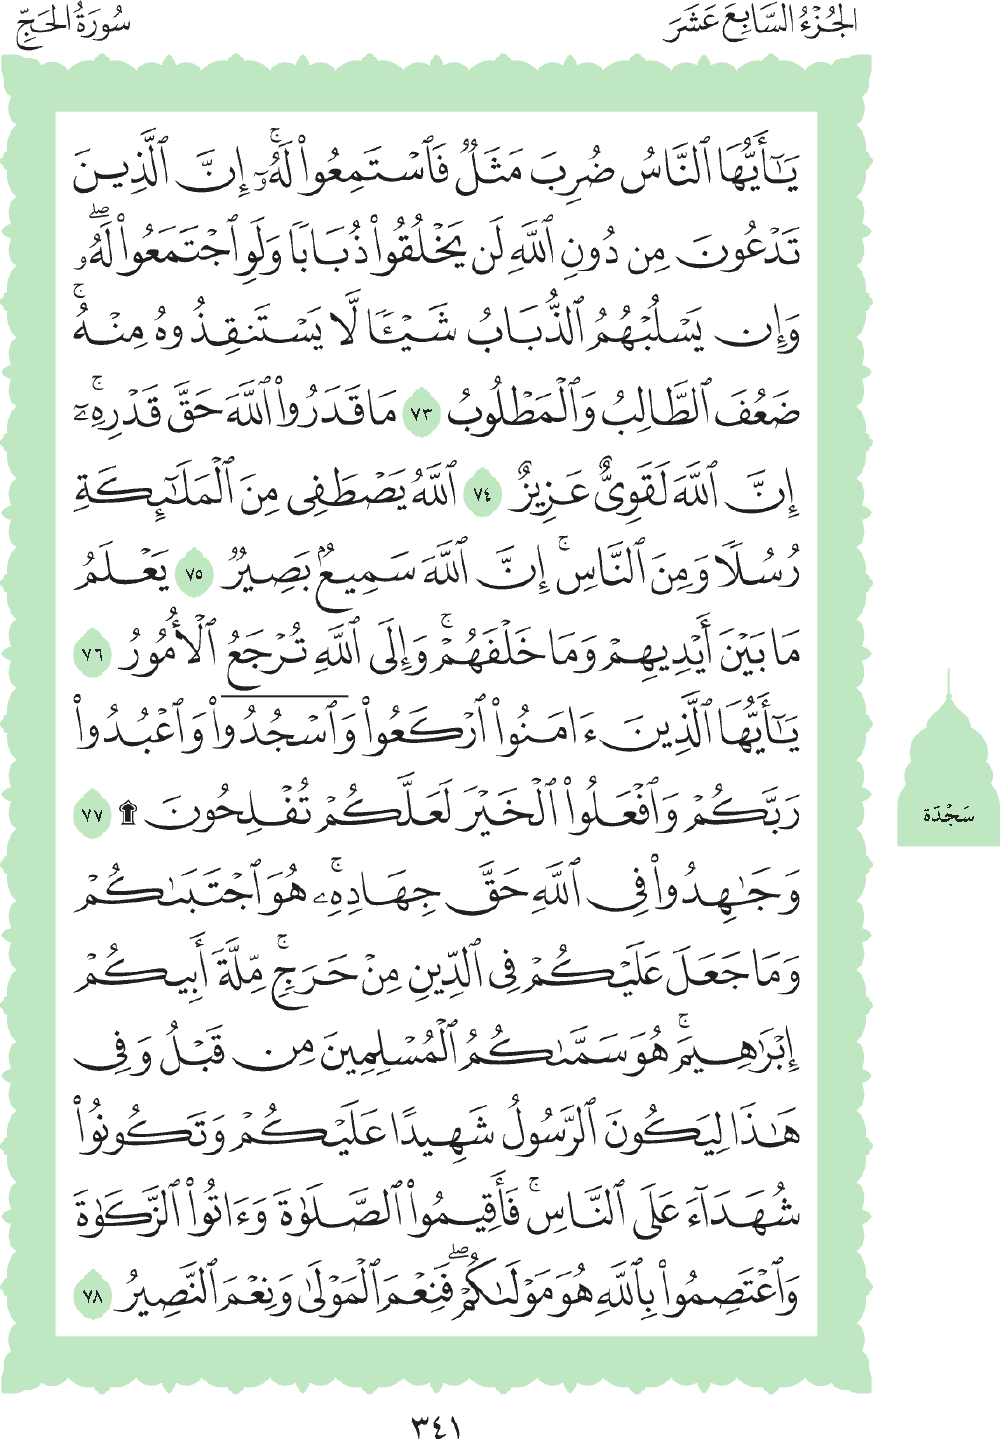 الجُزْءُ السَّابِعَ عَشَرَ
سُورَةُ الحَجِّ
يَـٰٓأَيُّهَا ٱلنَّاسُ ضُرِبَ مَثَلٌ فَٱسْتَمِعُوا۟ لَهُۥٓ ۚ إِنَّ ٱلَّذِينَ
تَدْعُونَ مِن دُونِ ٱللَّهِ لَن يَخْلُقُوا۟ ذُبَابًا وَلَوِ ٱجْتَمَعُوا۟ لَهُۥ ۖ
وَإِن يَسْلُبْهُمُ ٱلذُّبَابُ شَيْـًٔا لَّا يَسْتَنقِذُوهُ مِنْهُ ۚ
ضَعُفَ ٱلطَّالِبُ وَٱلْمَطْلُوبُ ٧٣ مَا قَدَرُوا۟ ٱللَّهَ حَقَّ قَدْرِهِۦٓ ۚ
إِنَّ ٱللَّهَ لَقَوِىٌّ عَزِيزٌ ٧٤ ٱللَّهُ يَصْطَفِى مِنَ ٱلْمَلَـٰٓئِكَةِ
رُسُلًا وَمِنَ ٱلنَّاسِ ۚ إِنَّ ٱللَّهَ سَمِيعٌۢ بَصِيرٌ ٧٥ يَعْلَمُ
مَا بَيْنَ أَيْدِيهِمْ وَمَا خَلْفَهُمْ ۚ وَإِلَى ٱللَّهِ تُرْجَعُ ٱلْأُمُورُ ٧٦
يَـٰٓأَيُّهَا ٱلَّذِينَ ءَامَنُوا۟ ٱرْكَعُوا۟ وَٱسْجُدُوا۟ وَٱعْبُدُوا۟
رَبَّكُمْ وَٱفْعَلُوا۟ ٱلْخَيْرَ لَعَلَّكُمْ تُفْلِحُونَ ۩ ٧٧
سَجْدَة
وَجَـٰهِدُوا۟ فِى ٱللَّهِ حَقَّ جِهَادِهِۦ ۚ هُوَ ٱجْتَبَىٰكُمْ
وَمَا جَعَلَ عَلَيْكُمْ فِى ٱلدِّينِ مِنْ حَرَجٍ ۚ مِّلَّةَ أَبِيكُمْ
إِبْرَٰهِيمَ ۚ هُوَ سَمَّىٰكُمُ ٱلْمُسْلِمِينَ مِن قَبْلُ وَفِى
هَـٰذَا لِيَكُونَ ٱلرَّسُولُ شَهِيدًا عَلَيْكُمْ وَتَكُونُوا۟
شُهَدَآءَ عَلَى ٱلنَّاسِ ۚ فَأَقِيمُوا۟ ٱلصَّلَوٰةَ وَءَاتُوا۟ ٱلزَّكَوٰةَ
وَٱعْتَصِمُوا۟ بِٱللَّهِ هُوَ مَوْلَىٰكُمْ ۖ فَنِعْمَ ٱلْمَوْلَىٰ وَنِعْمَ ٱلنَّصِيرُ ٧٨
٣٤١